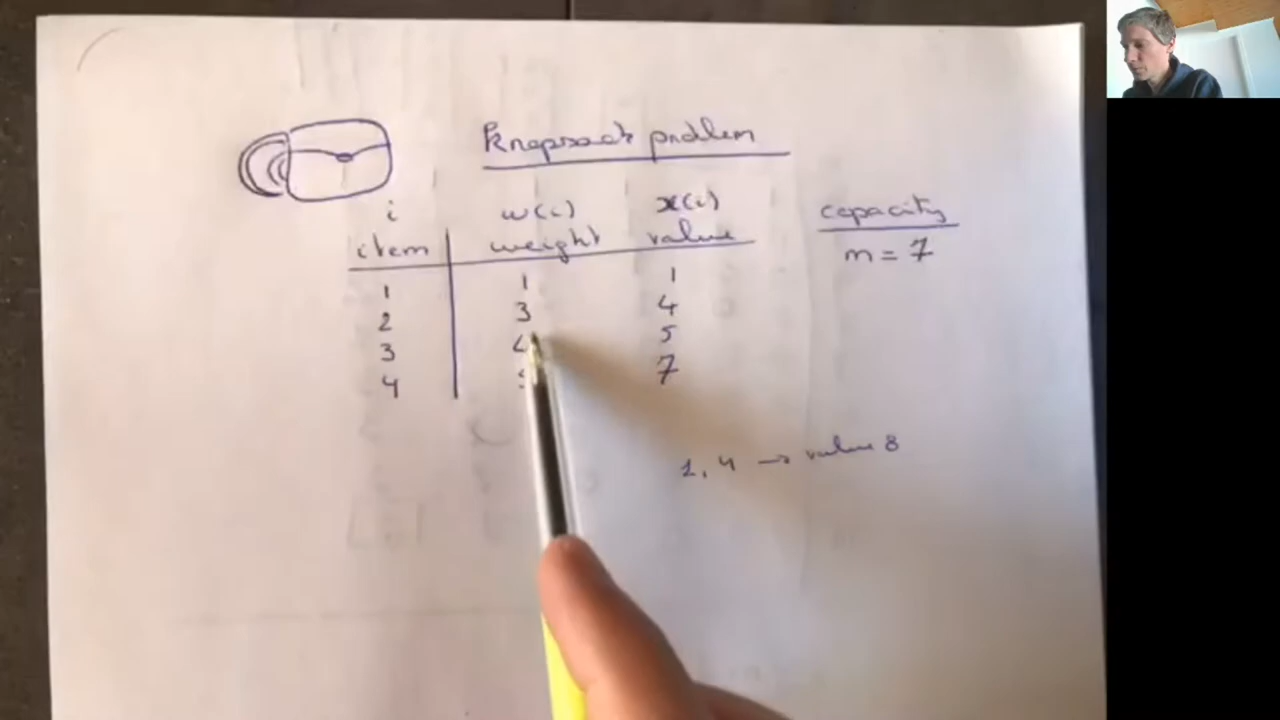 Knapsack problem
i w(i) x(i) capacity
item weight value m = 7
1 1 1
2 3 4
3 4 5
4 7
1, 4 → value 8